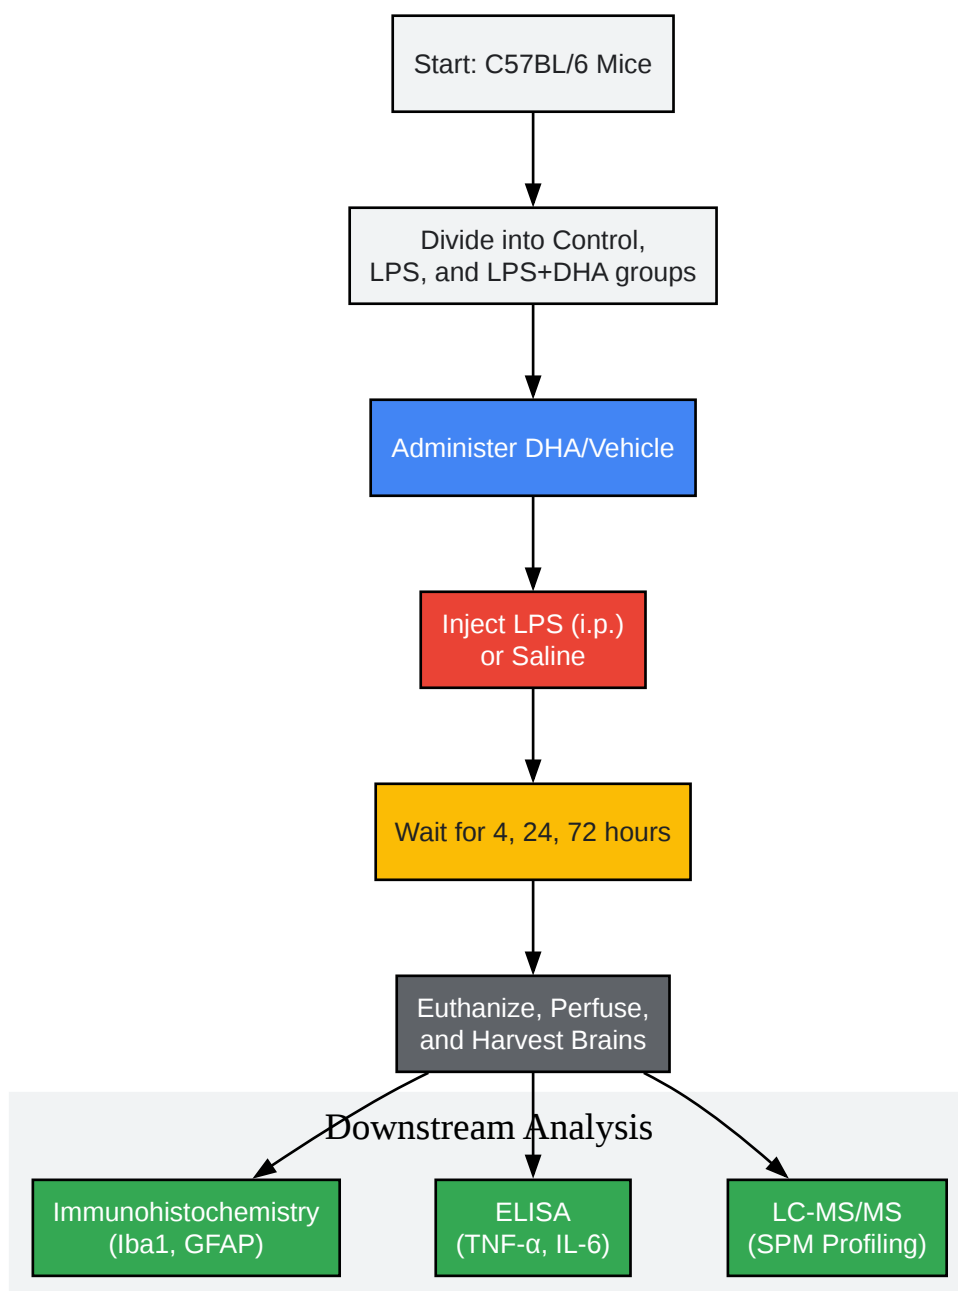 Start: C57BL/6 Mice
Divide into Control,
LPS, and LPS+DHA groups
Administer DHA/Vehicle
Inject LPS (i.p.)
or Saline
Wait for 4, 24, 72 hours
Euthanize, Perfuse,
and Harvest Brains
Downstream Analysis
Immunohistochemistry
(Iba1, GFAP)
ELISA
(TNF-α, IL-6)
LC-MS/MS
(SPM Profiling)